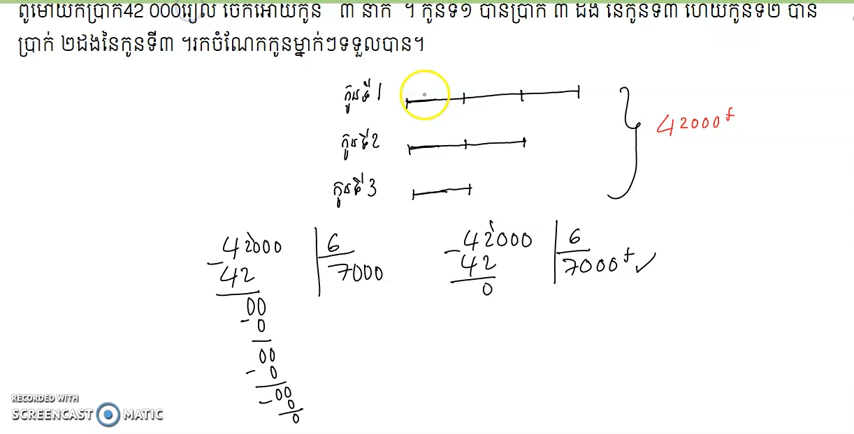 ពូមោយកប្រាក់42 000រៀល ចែកអោយកូន ៣ នាក់ ។ កូនទី១ បានប្រាក់ ៣ ដង នៃកូនទី៣ ហើយកូនទី២ បាន
ប្រាក់ ២ដងនៃកូនទី៣ ។រកចំណែកកូនម្នាក់ៗទទួលបាន។
កូនទី1
42000៛
កូនទី2
កូនទី3
42000 6 42000 6
-42 7000 -42 7000៛ ✓
00 0
-0
00
-0
-00
0
0
RECORDED WITH
SCREENCAST MATIC